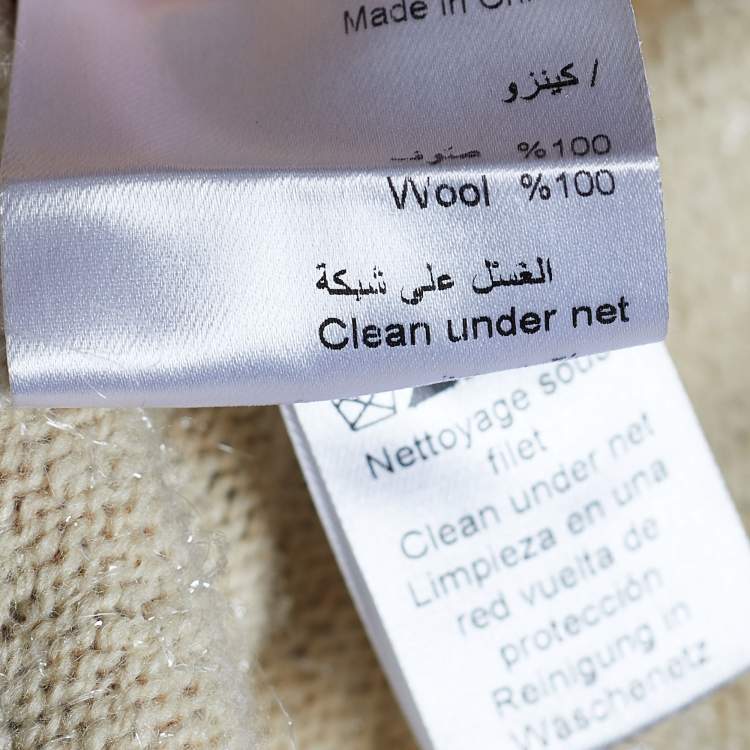 Made in
كينزو /
%100 صوف
Wool %100
الغسل على شبكة
Clean under net
Nettoyage sous
filet
Clean under net
Limpieza en una
red vuelta de
protección
Reinigung in
Waschenetz